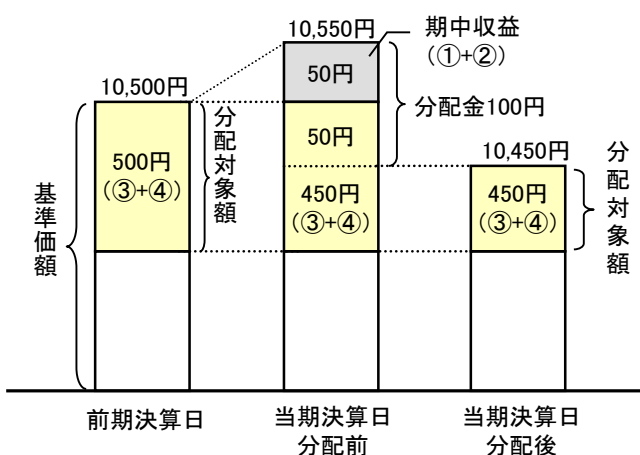 10,550円
期中収益
(①+②)
50円
分配金100円
10,500円
500円
(③+④)
分配対象額
50円
450円
(③+④)
10,450円
450円
(③+④)
分配対象額
基準価額
前期決算日
当期決算日
分配前
当期決算日
分配後